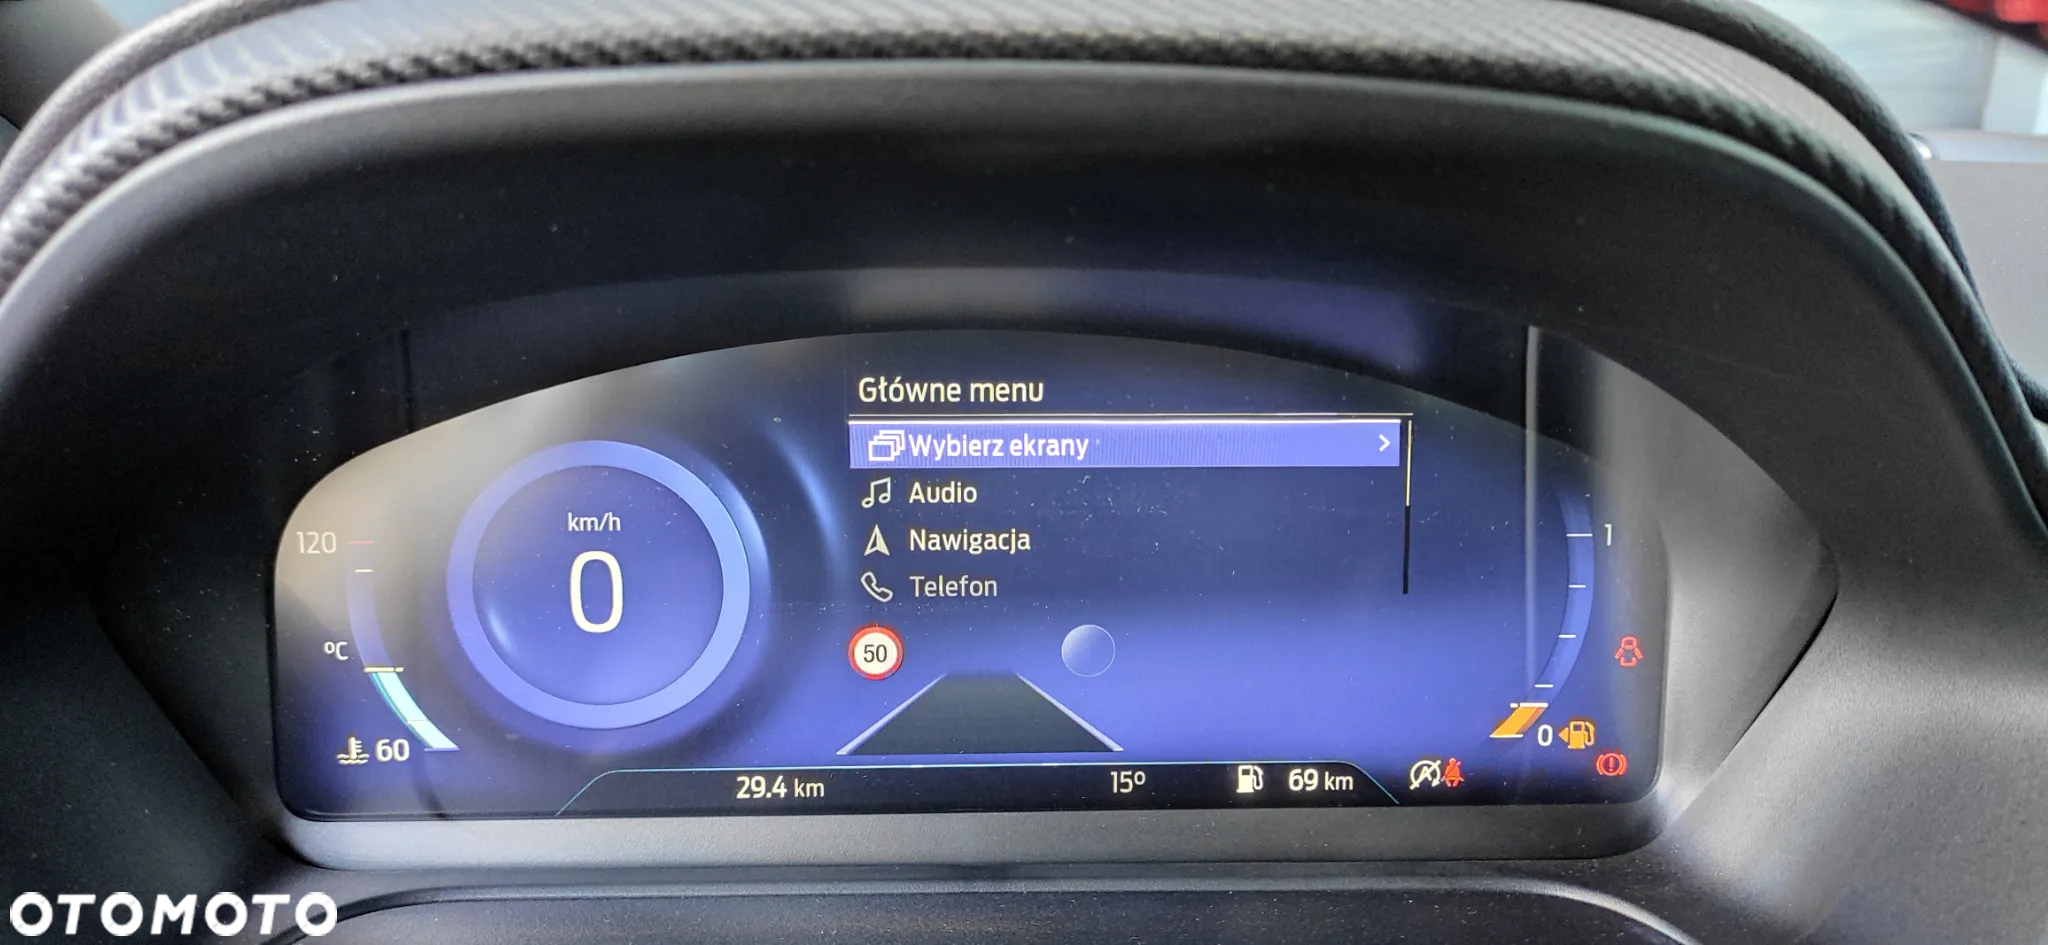 Główne menu
Wybierz ekrany
Audio
Nawigacja
Telefon
km/h
0
120
°C
60
50
1
0
29.4 km
15°
69 km
OTOMOTO